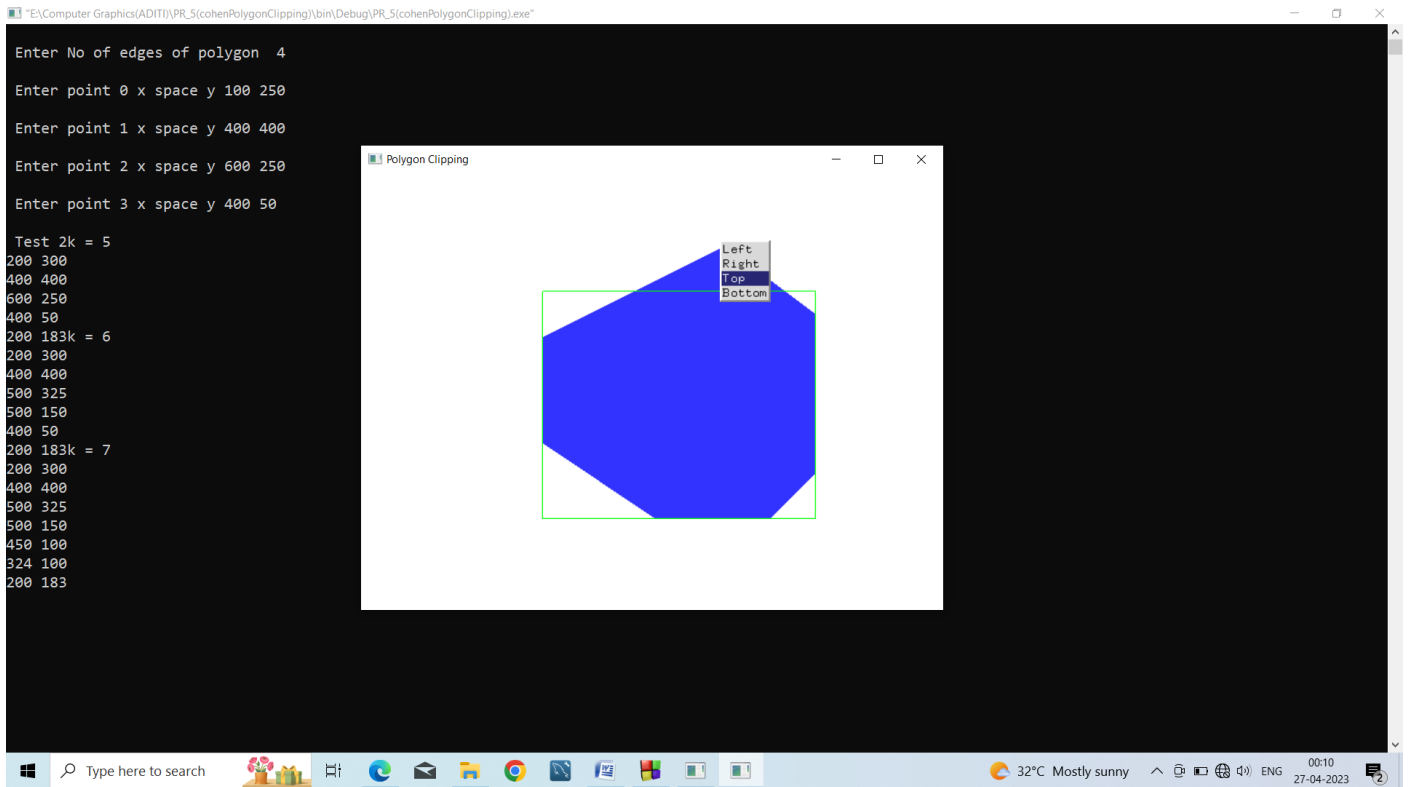 "E:\Computer Graphics(ADITI)\PR_5(cohenPolygonClipping)\bin\Debug\PR_5(cohenPolygonClipping).exe"
Enter No of edges of polygon  4
Enter point 0 x space y 100 250
Enter point 1 x space y 400 400
Enter point 2 x space y 600 250
Enter point 3 x space y 400 50
Test 2k = 5
200 300
400 400
600 250
400 50
200 183k = 6
200 300
400 400
500 325
500 150
400 50
200 183k = 7
200 300
400 400
500 325
500 150
450 100
324 100
200 183
Polygon Clipping
Left
Right
Top
Bottom
Type here to search
32°C Mostly sunny
ENG
00:10
27-04-2023
2